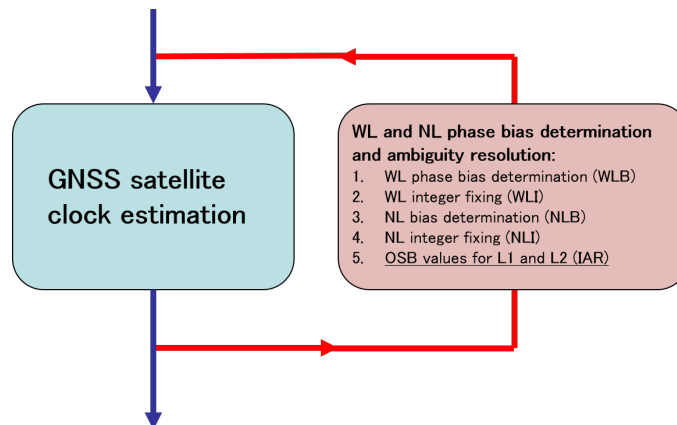 GNSS satellite
clock estimation
WL and NL phase bias determination
and ambiguity resolution:
1. WL phase bias determination (WLB)
2. WL integer fixing (WLI)
3. NL bias determination (NLB)
4. NL integer fixing (NLI)
5. OSB values for L1 and L2 (IAR)